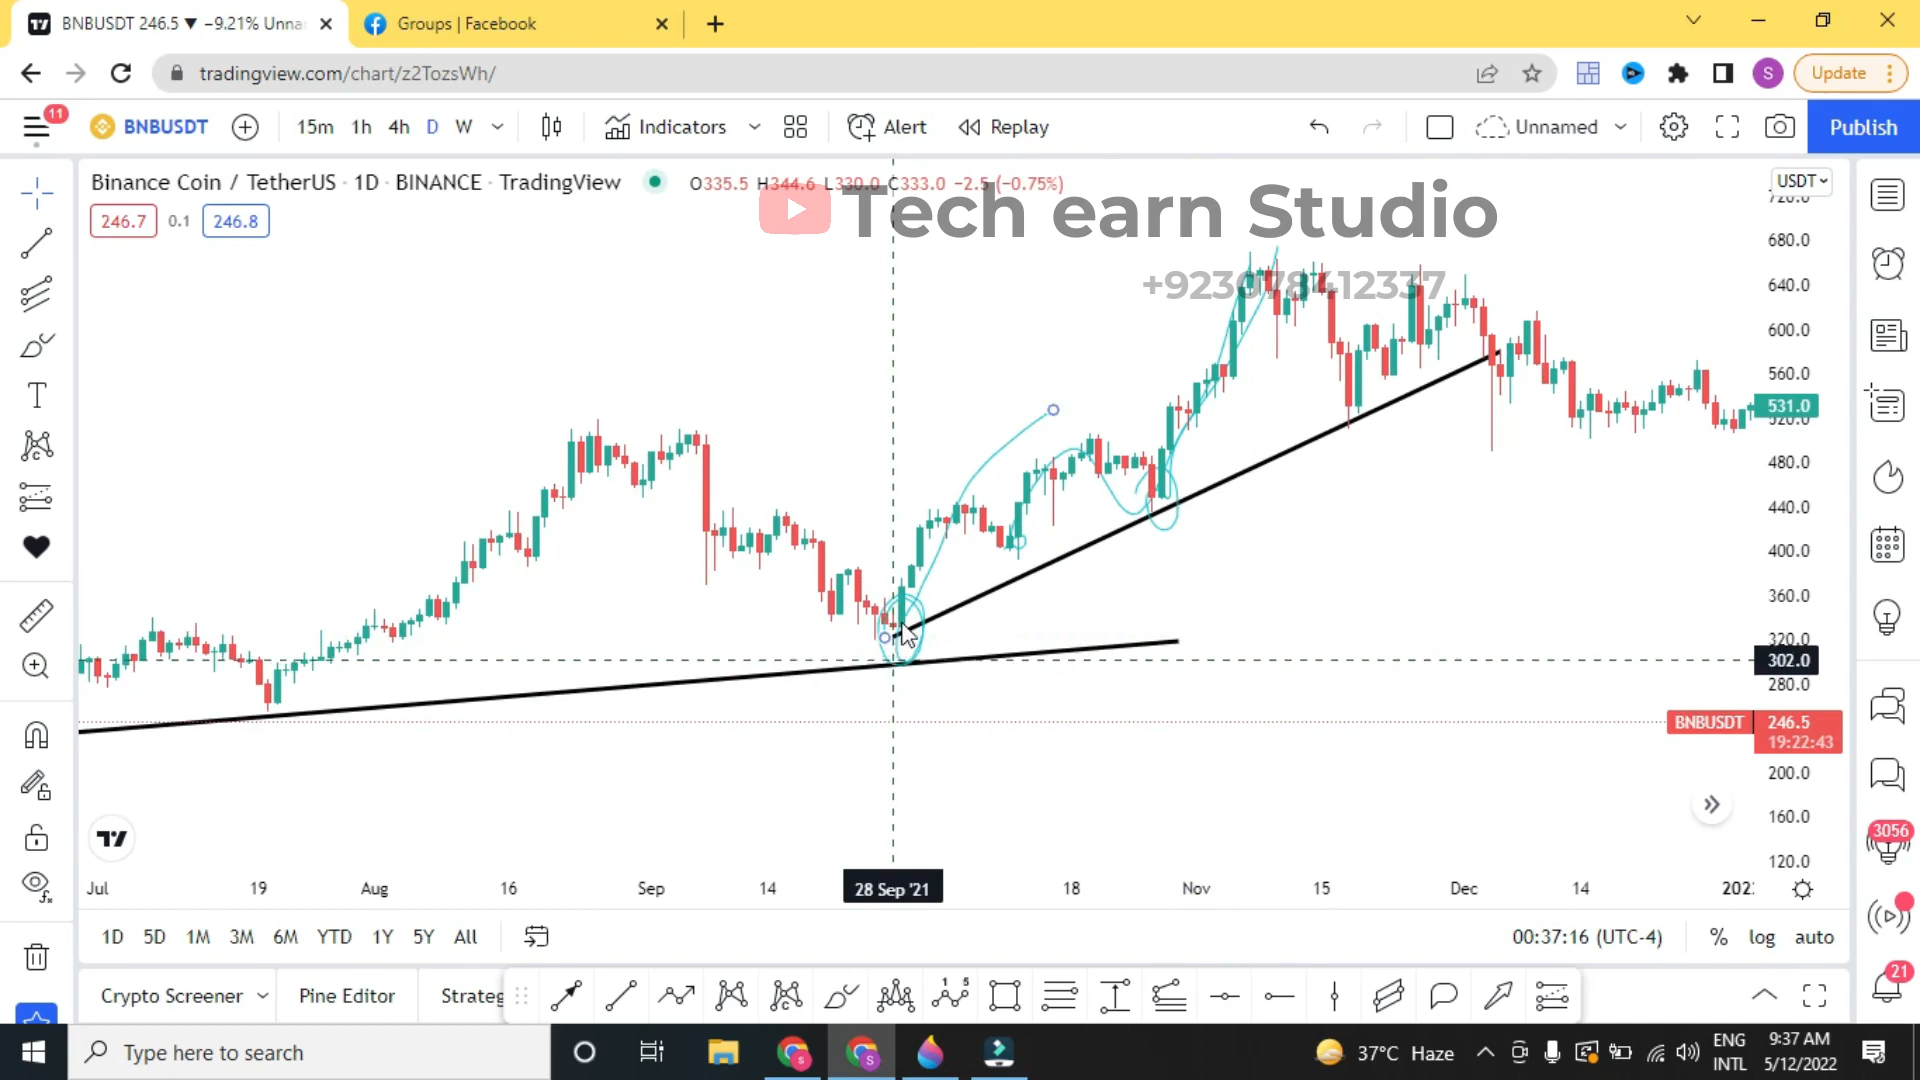 BNBUSDT 246.5 ▼ −9.21% Unna
Groups | Facebook
tradingview.com/chart/z2TozsWh/
S
Update
11
BNBUSDT
15m 1h 4h D W
Indicators
Alert
Replay
Unnamed
Publish
Binance Coin / TetherUS · 1D · BINANCE · TradingView
O335.5 H344.6 L330.0 C333.0 −2.5 (−0.75%)
USDT
246.7 0.1 246.8
Tech earn Studio
+923078412337
720.0
680.0
640.0
600.0
560.0
531.0
520.0
480.0
440.0
400.0
360.0
320.0
302.0
280.0
BNBUSDT 246.5
19:22:43
200.0
160.0
120.0
3056
Jul 19 Aug 16 Sep 14 28 Sep '21 18 Nov 15 Dec 14 202
1D 5D 1M 3M 6M YTD 1Y 5Y All
00:37:16 (UTC-4)
% log auto
21
Crypto Screener
Pine Editor
Strateg
Type here to search
37°C Haze
ENG
INTL
9:37 AM
5/12/2022